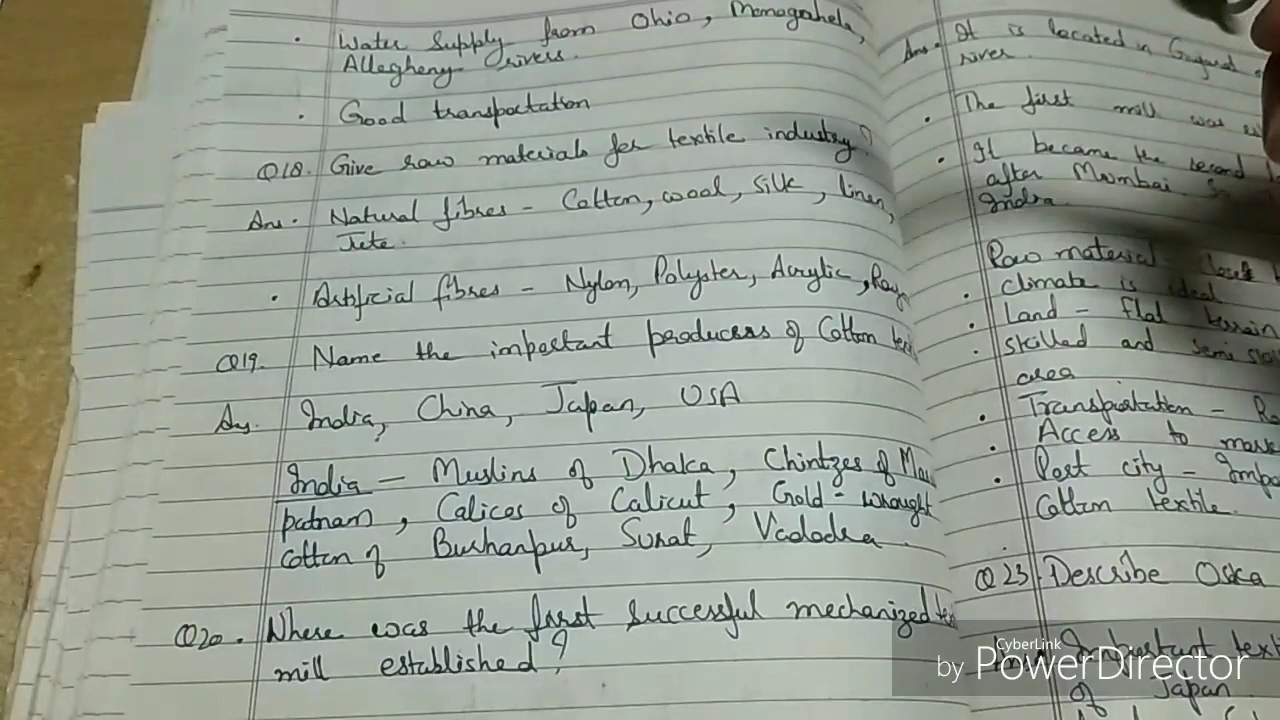 Water Supply from Ohio, Monogahela,
Allegheny rivers.
Good transportation
Q18. Give raw materials for textile industry?
Ans. Natural fibres - Cotton, wool, Silk, linen,
Jute.
Artificial fibres - Nylon, Polyster, Acrylic,
Q19. Name the important producers of Cotton
Ans. India, China, Japan, USA
India - Muslins of Dhaka, Chintzes of
patnam, Calicos of Calicut, Gold-wrought
Cotton of Burhanpur, Surat, Vadodra
Q20. Where was the first successful mechanized
mill established?
Ans. It is located in Gujarat
river.
The first mill was
It became the second
after Mumbai
India.
Raw material -
Climate is ideal
Land - flat terrain
Skilled and semi
area
Transportation -
Access to
Port city -
Cotton textile.
Q23. Describe Osaka
Important
of Japan
CyberLink
by PowerDirector